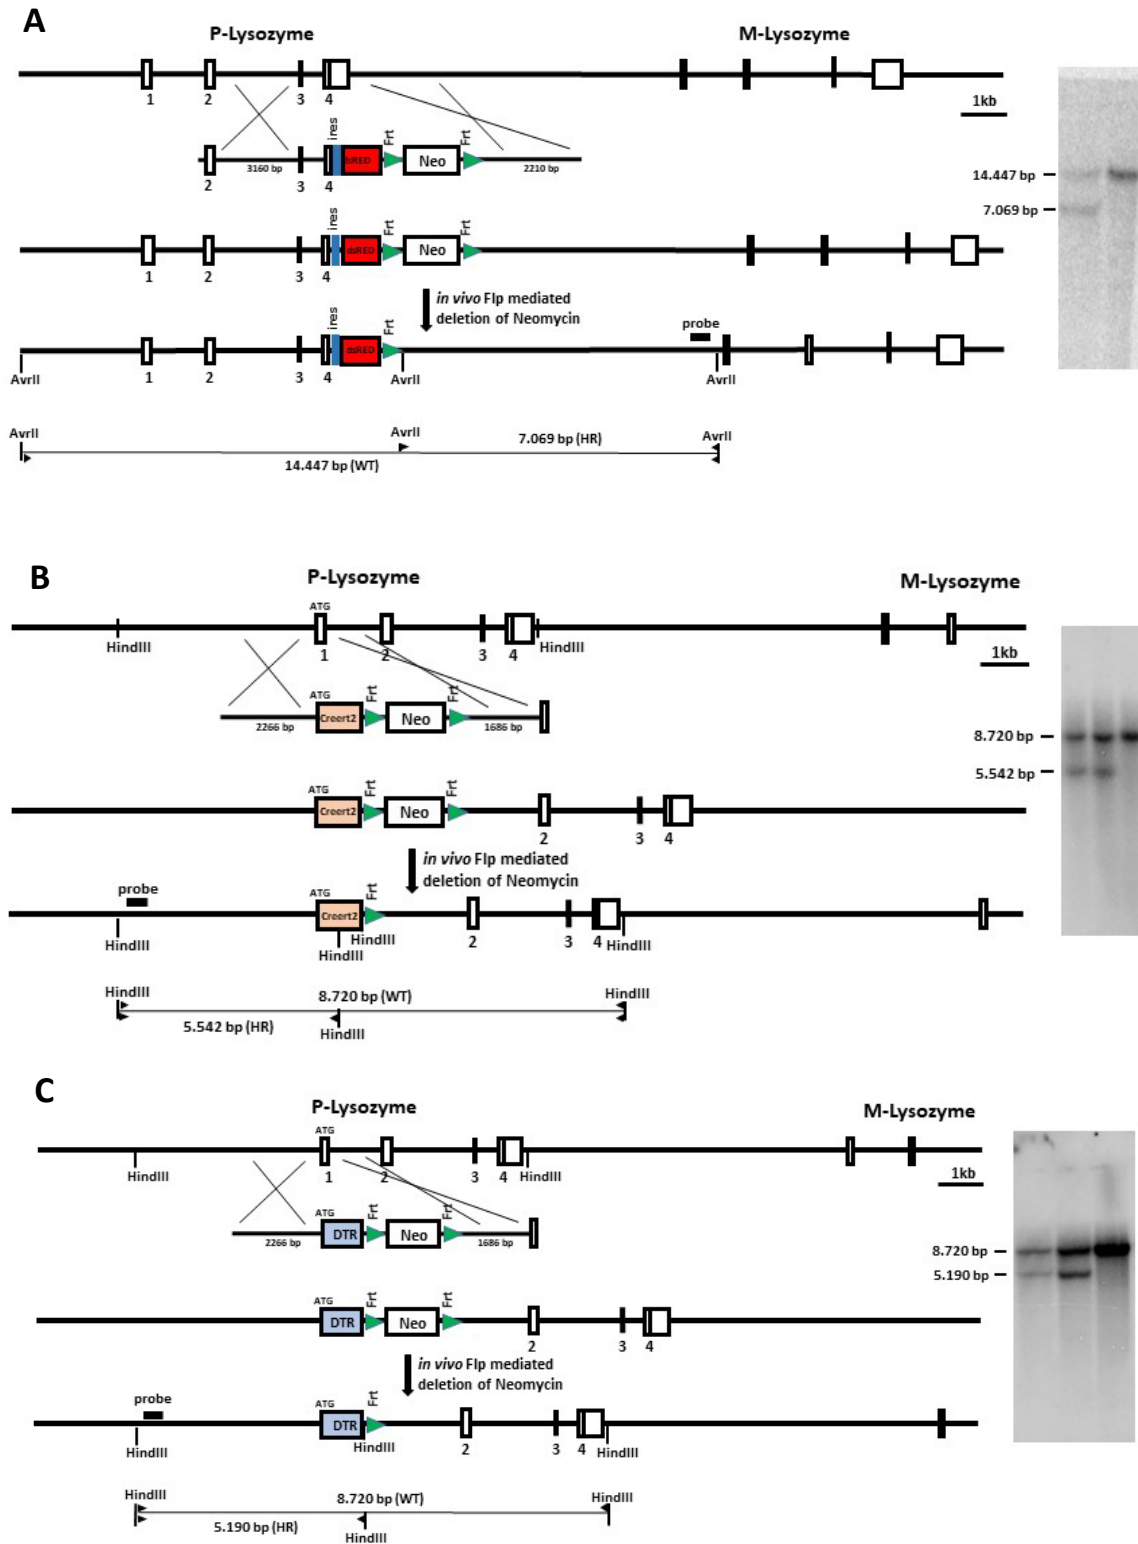 A
P-Lysozyme
M-Lysozyme
1
2
3
4
1kb
ires
Frt
Frt
dsRED
Neo
3160 bp
2210 bp
2
3
4
14.447 bp
7.069 bp
ires
Frt
Frt
dsRED
Neo
1
2
3
4
in vivo Flp mediated
deletion of Neomycin
ires
Frt
probe
dsRED
AvrII
1
2
3
4
AvrII
AvrII
AvrII
AvrII
7.069 bp (HR)
AvrII
14.447 bp (WT)
B
P-Lysozyme
M-Lysozyme
ATG
HindIII
1
2
3
4
HindIII
1kb
ATG
Frt
Frt
Creert2
Neo
2266 bp
1686 bp
8.720 bp
5.542 bp
ATG
Frt
Frt
Creert2
Neo
2
3
4
in vivo Flp mediated
deletion of Neomycin
probe
ATG
Frt
Creert2
HindIII
HindIII
HindIII
2
3
4
HindIII
HindIII
8.720 bp (WT)
HindIII
5.542 bp (HR)
HindIII
C
P-Lysozyme
M-Lysozyme
ATG
HindIII
1
2
3
4
HindIII
1kb
ATG
Frt
Frt
DTR
Neo
2266 bp
1686 bp
8.720 bp
5.190 bp
ATG
Frt
Frt
DTR
Neo
2
3
4
in vivo Flp mediated
deletion of Neomycin
probe
ATG
Frt
DTR
HindIII
HindIII
2
3
4
HindIII
HindIII
8.720 bp (WT)
HindIII
5.190 bp (HR)
HindIII